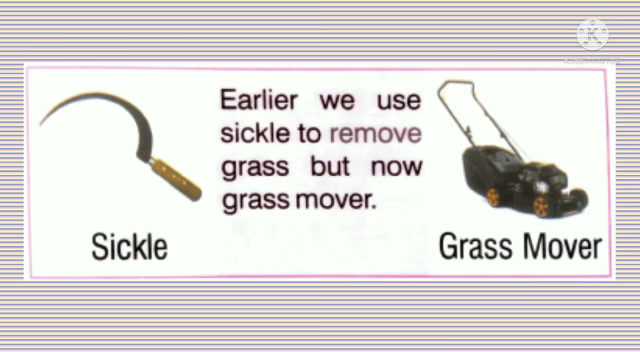 Earlier we use
sickle to remove
grass but now
grass mover.
Sickle
Grass Mover